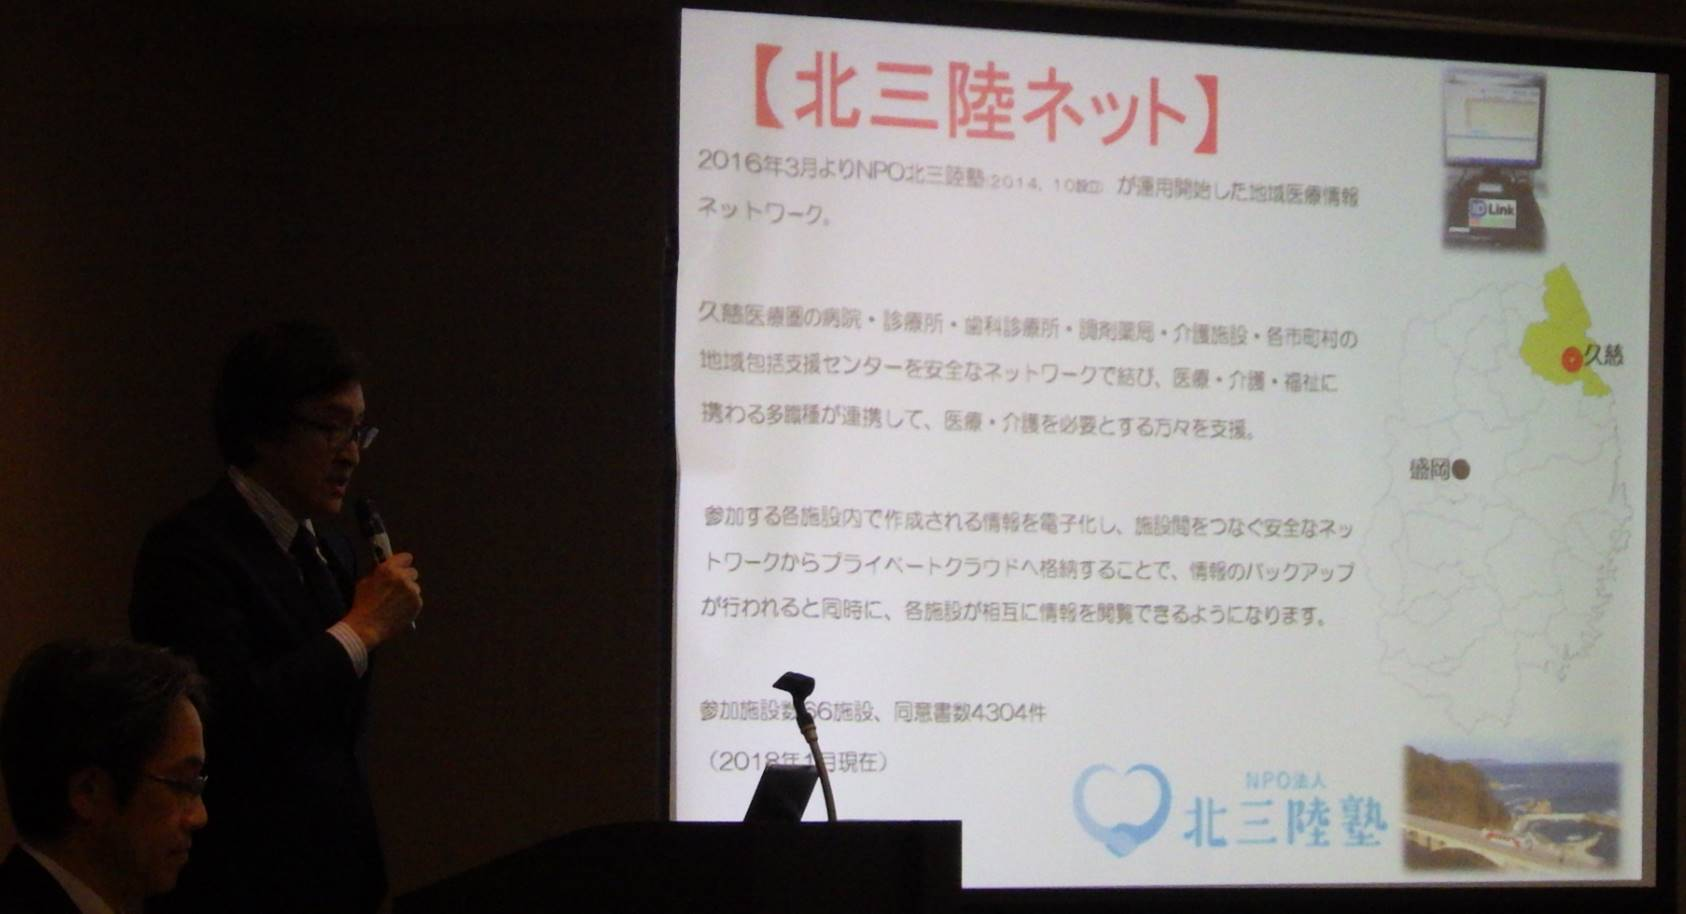 【北三陸ネット】
2016年3月よりNPO北三陸塾(2014.10設立) が運用開始した地域医療情報
ネットワーク。
久慈医療圏の病院・診療所・歯科診療所・調剤薬局・介護施設・各市町村の
地域包括支援センターを安全なネットワークで結び、医療・介護・福祉に
携わる多職種が連携して、医療・介護を必要とする方々を支援。
参加する各施設内で作成される情報を電子化し、施設間をつなぐ安全なネッ
トワークからプライベートクラウドへ格納することで、情報のバックアップ
が行われると同時に、各施設が相互に情報を閲覧できるようになります。
参加施設数66施設、同意書数4304件
（2018年1月現在）
ID Link
久慈
盛岡
NPO法人
北三陸塾